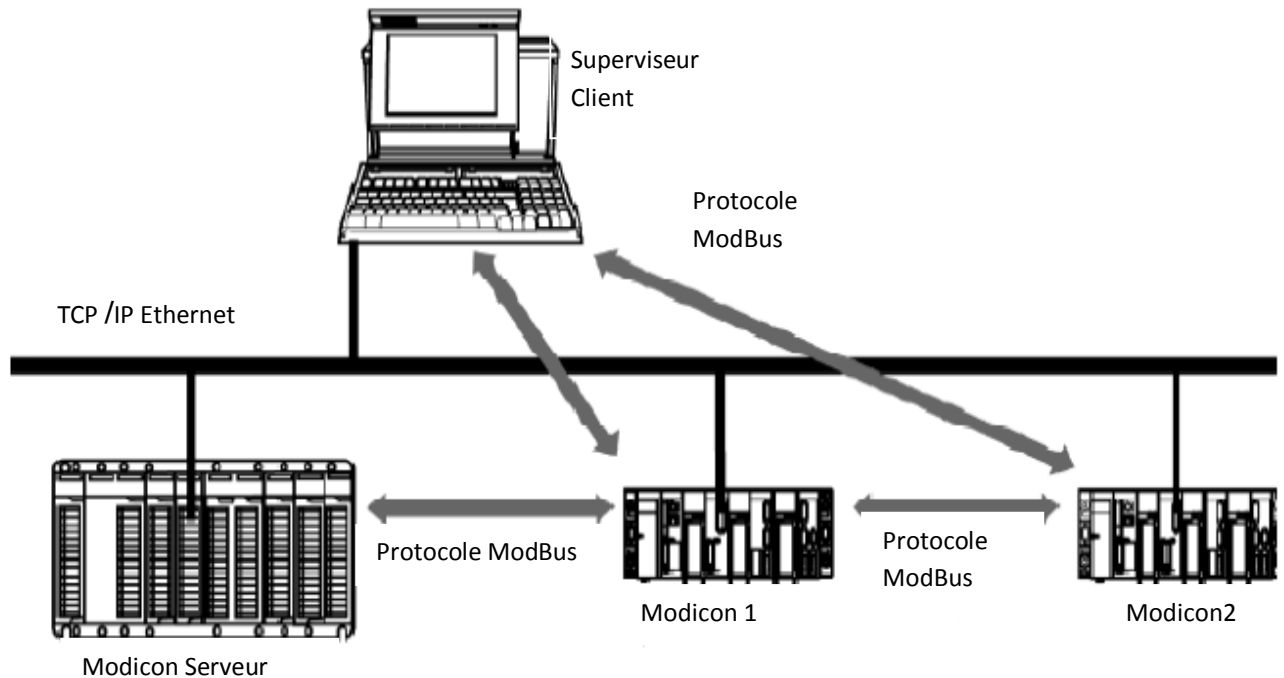 Superviseur
Client
Protocole
ModBus
TCP /IP Ethernet
Protocole ModBus
Protocole
ModBus
Modicon 1
Modicon2
Modicon Serveur